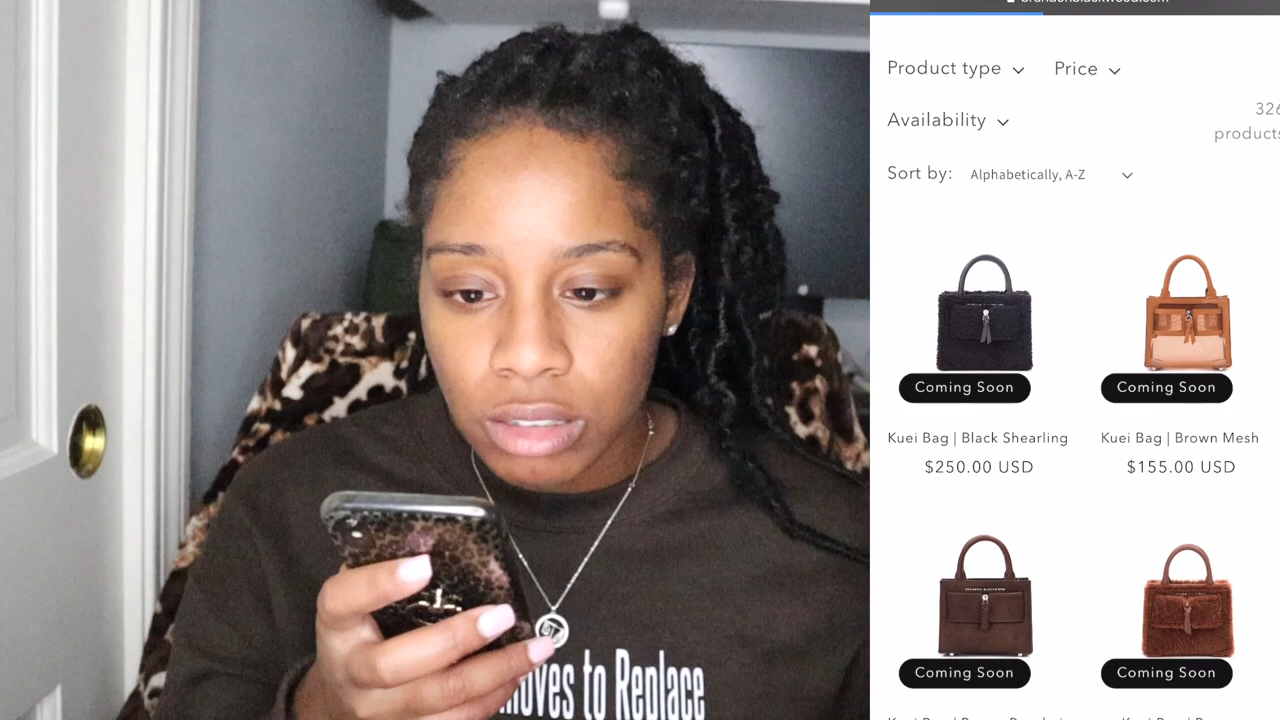 Product type
Price
Availability
326
products
Sort by:
Alphabetically, A-Z
Coming Soon
Coming Soon
Kuei Bag | Black Shearling
Kuei Bag | Brown Mesh
$250.00 USD
$155.00 USD
Coming Soon
Coming Soon
to Replace